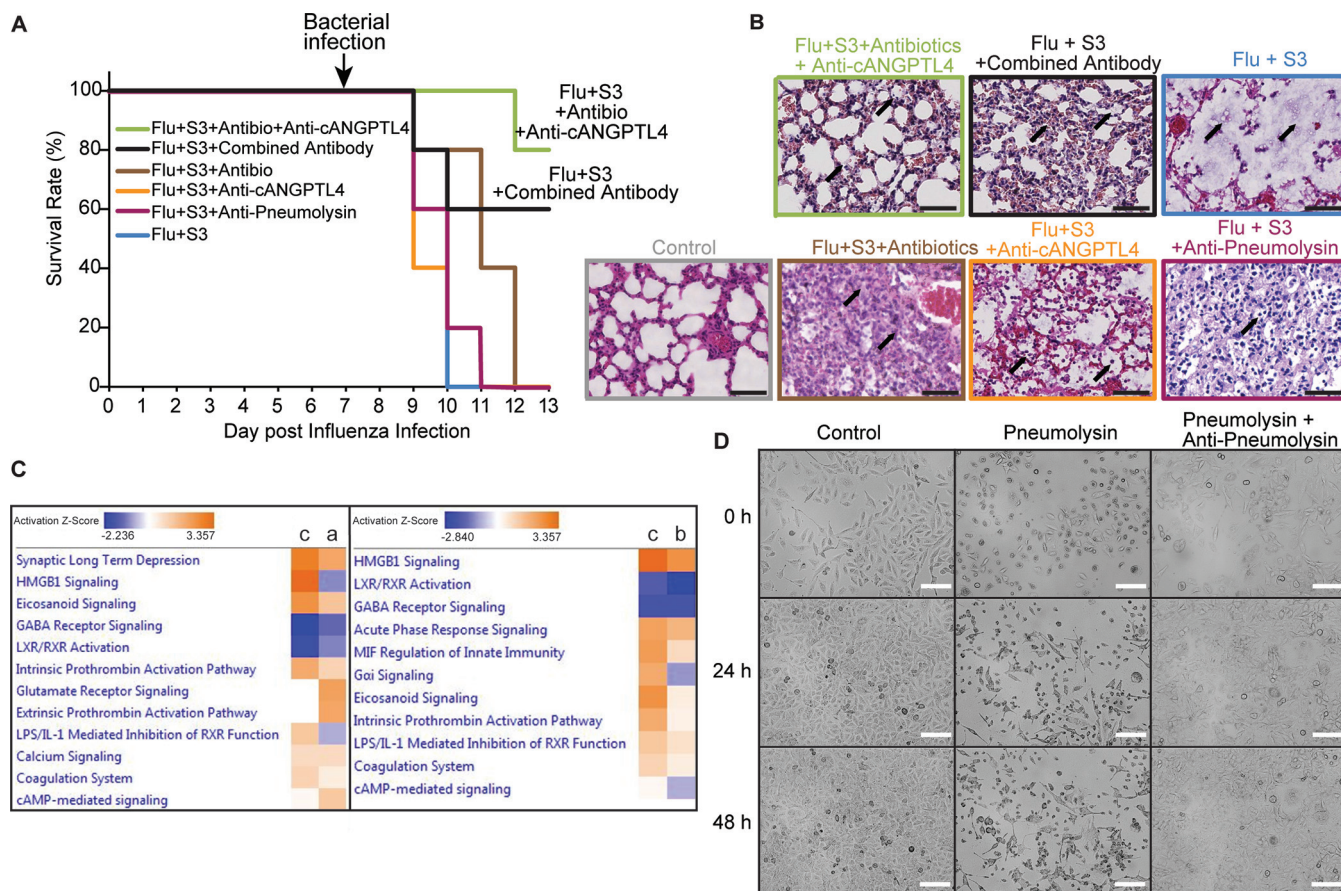 A
Bacterial
infection
Survival Rate (%)
100
80
60
40
20
0
Flu+S3+Antibio+Anti-cANGPTL4
Flu+S3+Combined Antibody
Flu+S3+Antibio
Flu+S3+Anti-cANGPTL4
Flu+S3+Anti-Pneumolysin
Flu+S3
Flu+S3
+Antibio
+Anti-cANGPTL4
Flu+S3
+Combined Antibody
0 1 2 3 4 5 6 7 8 9 10 11 12 13
Day post Influenza Infection
B
Flu+S3+Antibiotics
+ Anti-cANGPTL4
Flu + S3
+Combined Antibody
Flu + S3
Control
Flu+S3+Antibiotics
Flu+S3
+Anti-cANGPTL4
Flu + S3
+Anti-Pneumolysin
C
Activation Z-Score
-2.236 3.357
c a
Synaptic Long Term Depression
HMGB1 Signaling
Eicosanoid Signaling
GABA Receptor Signaling
LXR/RXR Activation
Intrinsic Prothrombin Activation Pathway
Glutamate Receptor Signaling
Extrinsic Prothrombin Activation Pathway
LPS/IL-1 Mediated Inhibition of RXR Function
Calcium Signaling
Coagulation System
cAMP-mediated signaling
Activation Z-Score
-2.840 3.357
c b
HMGB1 Signaling
LXR/RXR Activation
GABA Receptor Signaling
Acute Phase Response Signaling
MIF Regulation of Innate Immunity
Gαi Signaling
Eicosanoid Signaling
Intrinsic Prothrombin Activation Pathway
LPS/IL-1 Mediated Inhibition of RXR Function
Coagulation System
cAMP-mediated signaling
D
Control
Pneumolysin
Pneumolysin +
Anti-Pneumolysin
0 h
24 h
48 h